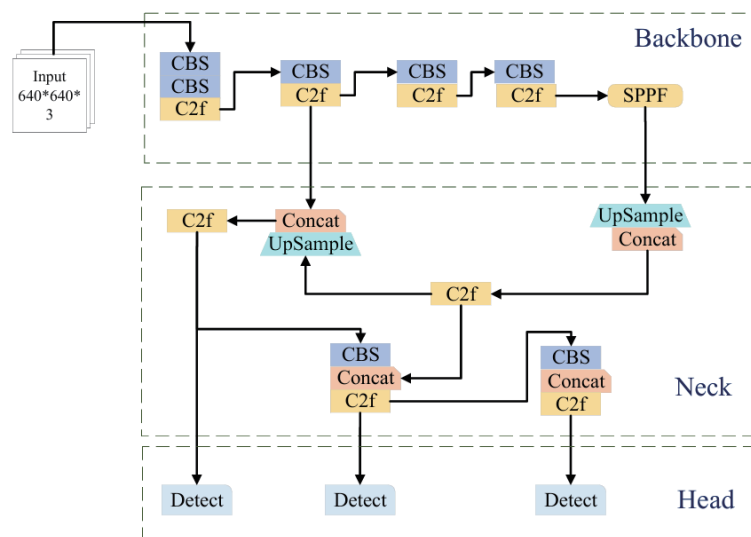 Backbone
Input
640*640*
3
CBS
CBS
C2f
CBS
C2f
CBS
C2f
CBS
C2f
SPPF
C2f
Concat
UpSample
UpSample
Concat
C2f
CBS
Concat
C2f
CBS
Concat
C2f
Neck
Detect
Detect
Detect
Head